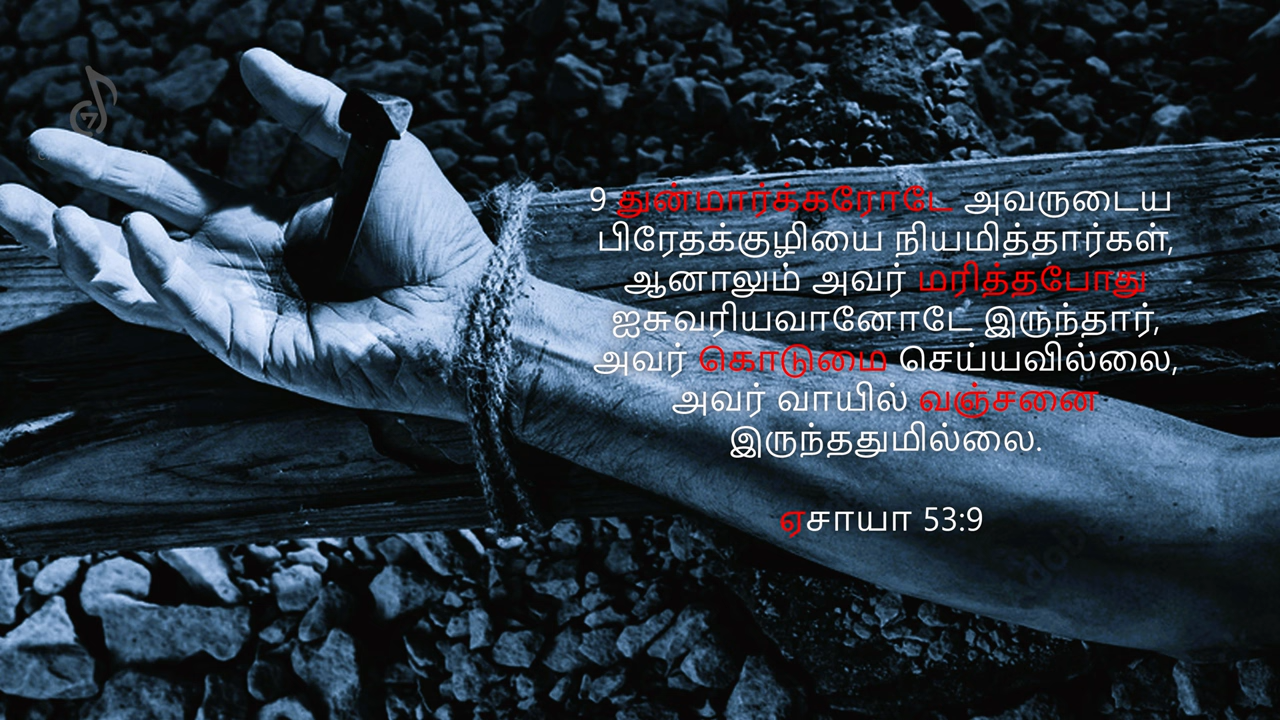 9 துன்மார்க்கரோடே அவருடைய
பிரேதக்குழியை நியமித்தார்கள்,
ஆனாலும் அவர் மரித்தபோது
ஐசுவரியவானோடே இருந்தார்,
அவர் கொடுமை செய்யவில்லை,
அவர் வாயில் வஞ்சனை
இருந்ததுமில்லை.
ஏசாயா 53:9